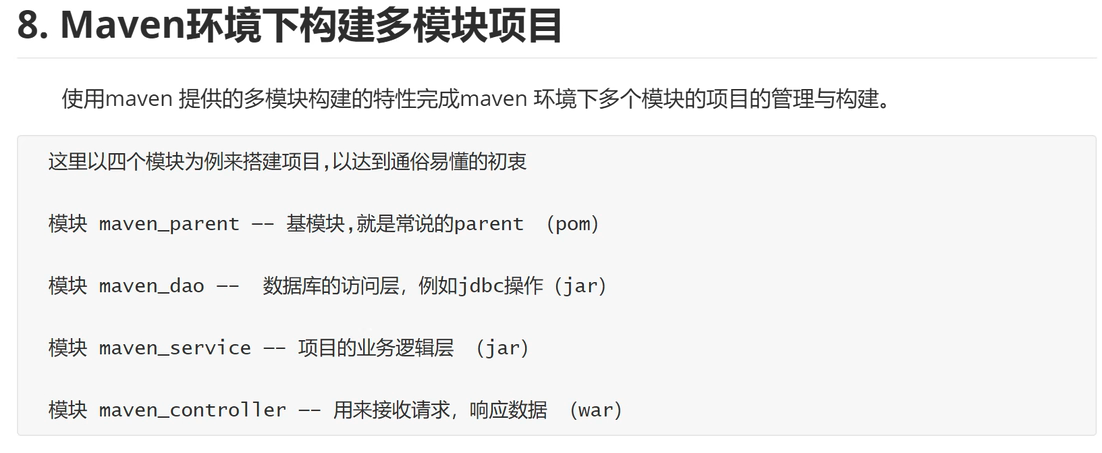 8. Maven环境下构建多模块项目
使用maven 提供的多模块构建的特性完成maven 环境下多个模块的项目的管理与构建。
这里以四个模块为例来搭建项目,以达到通俗易懂的初衷
模块 maven_parent —— 基模块,就是常说的parent （pom）
模块 maven_dao —— 数据库的访问层，例如jdbc操作（jar）
模块 maven_service —— 项目的业务逻辑层 （jar）
模块 maven_controller —— 用来接收请求，响应数据 （war）